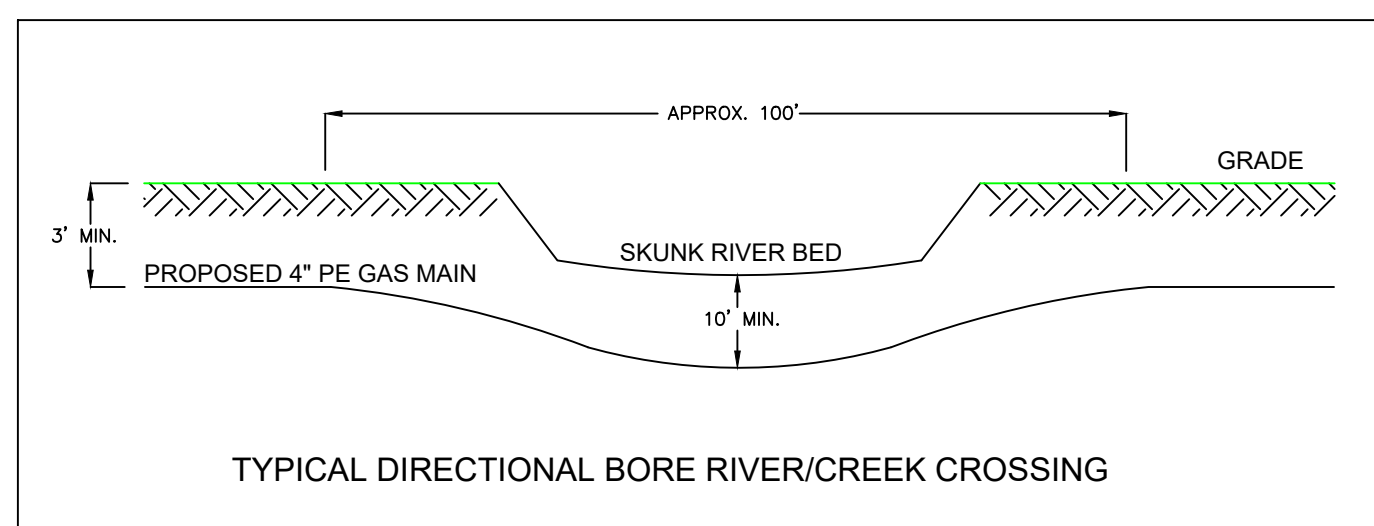 APPROX. 100'
GRADE
3' MIN.
SKUNK RIVER BED
PROPOSED 4" PE GAS MAIN
10' MIN.
TYPICAL DIRECTIONAL BORE RIVER/CREEK CROSSING